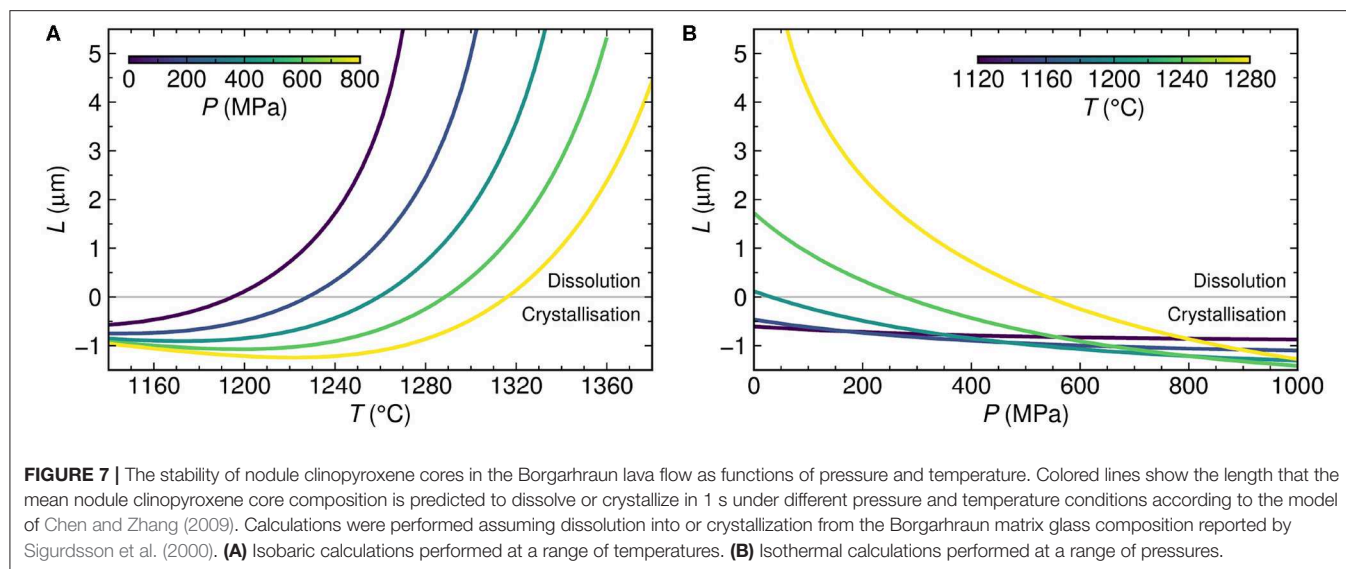 A
5
4
3
2
1
0
−1
L (μm)
0 200 400 600 800
P (MPa)
Dissolution
Crystallisation
1160 1200 1240 1280 1320 1360
T (°C)
B
5
4
3
2
1
0
−1
L (μm)
1120 1160 1200 1240 1280
T (°C)
Dissolution
Crystallisation
0 200 400 600 800 1000
P (MPa)
FIGURE 7 | The stability of nodule clinopyroxene cores in the Borgarhraun lava flow as functions of pressure and temperature. Colored lines show the length that the
mean nodule clinopyroxene core composition is predicted to dissolve or crystallize in 1 s under different pressure and temperature conditions according to the model
of Chen and Zhang (2009). Calculations were performed assuming dissolution into or crystallization from the Borgarhraun matrix glass composition reported by
Sigurdsson et al. (2000). (A) Isobaric calculations performed at a range of temperatures. (B) Isothermal calculations performed at a range of pressures.